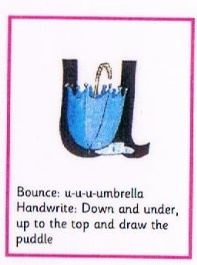 u
Bounce: u-u-u-umbrella
Handwrite: Down and under,
up to the top and draw the
puddle